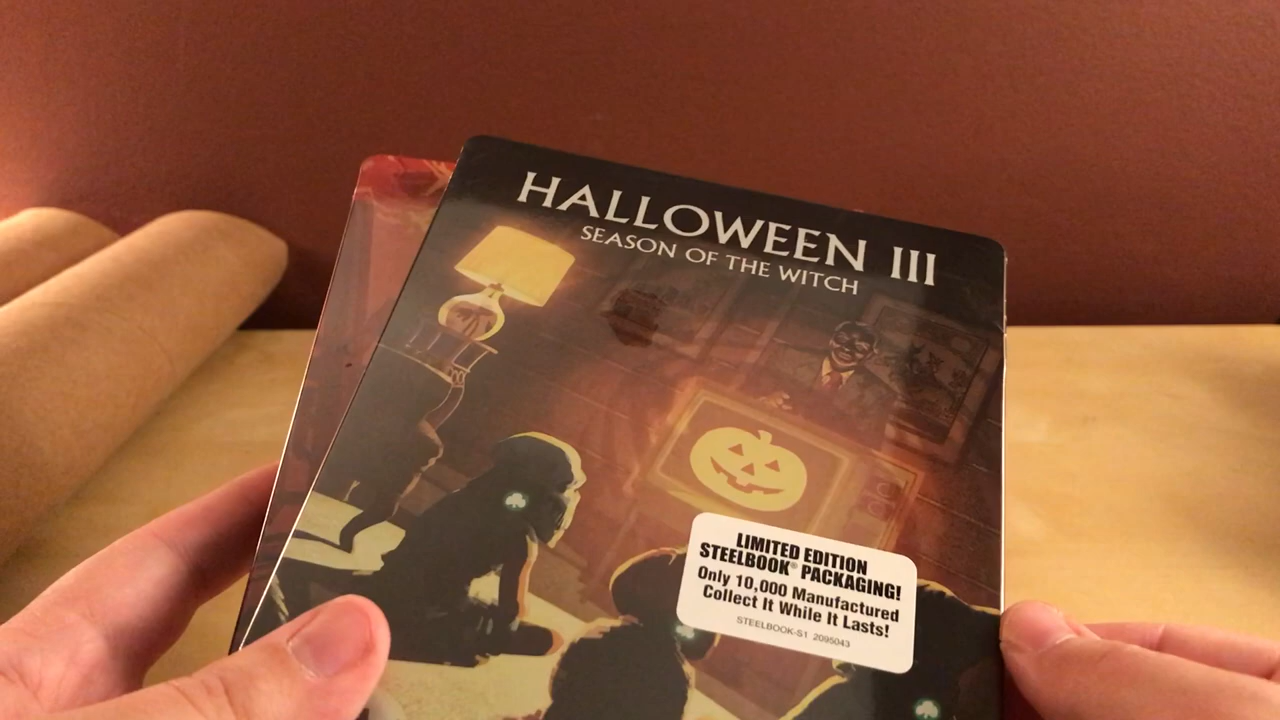 HALLOWEEN III
SEASON OF THE WITCH
LIMITED EDITION
STEELBOOK® PACKAGING!
Only 10,000 Manufactured
Collect It While It Lasts!
STEELBOOK-S1 2095043